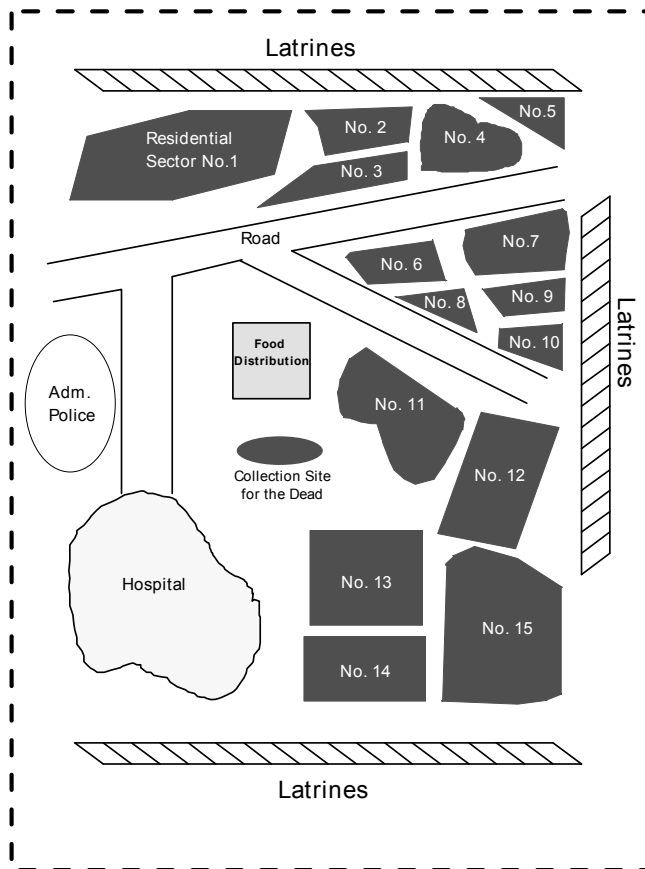 Latrines
Residential
Sector No.1
No. 2
No. 3
No. 4
No.5
Road
No. 6
No.7
No. 8
No. 9
No. 10
Latrines
Food
Distribution
Adm.
Police
No. 11
No. 12
Collection Site
for the Dead
Hospital
No. 13
No. 14
No. 15
Latrines